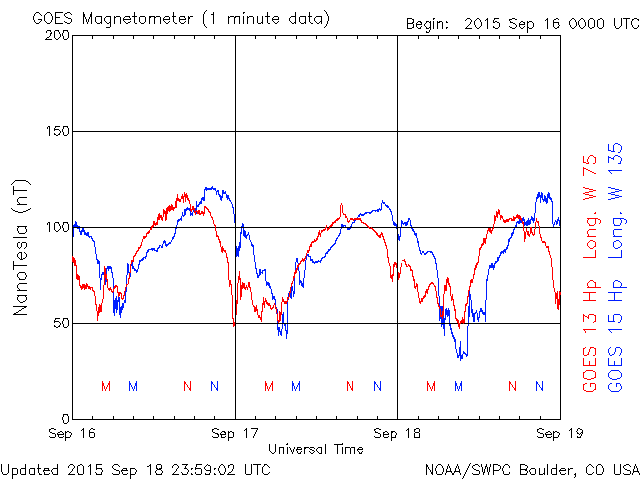 GOES Magnetometer (1 minute data)
Begin: 2015 Sep 16 0000 UTC
200
150
100
50
0
NanoTesla (nT)
M M N N M M N N M M N N
Sep 16 Sep 17 Sep 18 Sep 19
Universal Time
GOES 13 Hp Long. W 75
GOES 15 Hp Long. W 135
Updated 2015 Sep 18 23:59:02 UTC
NOAA/SWPC Boulder, CO USA